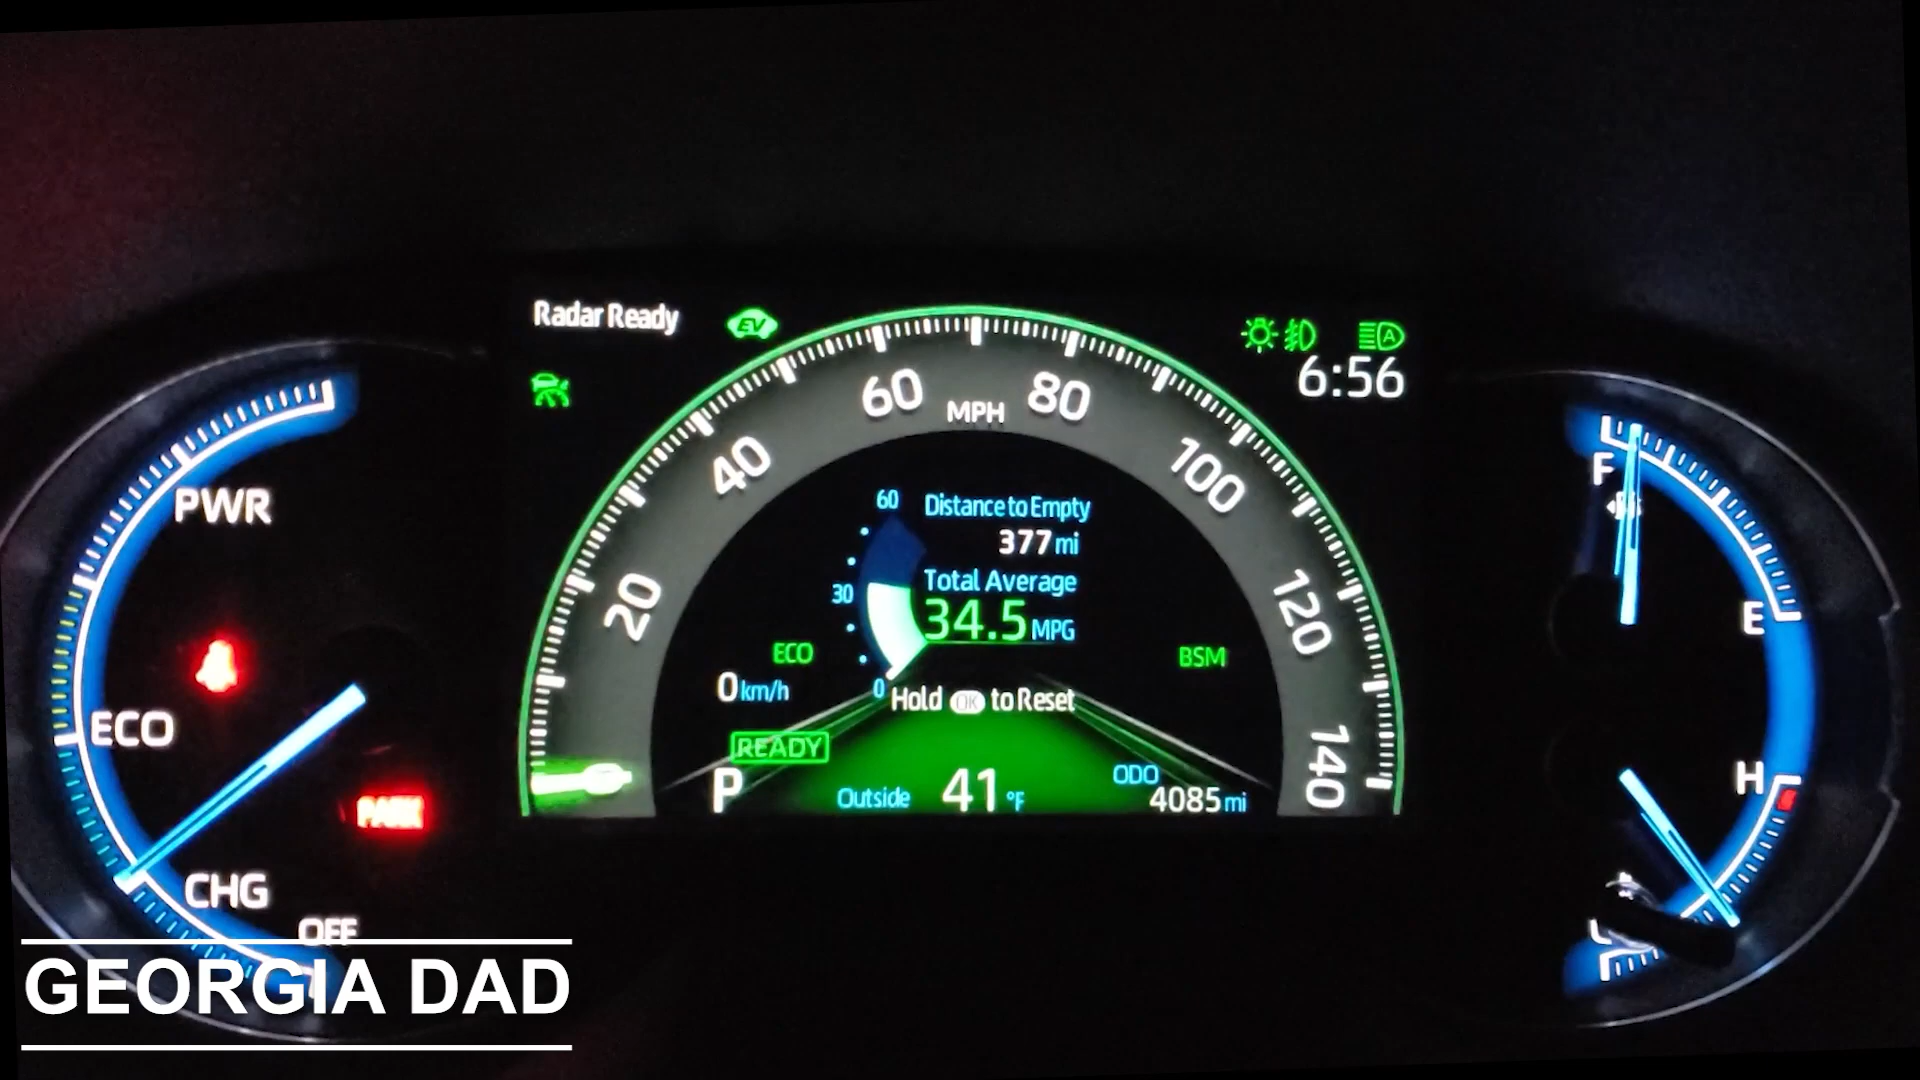 Radar Ready
EV
A
6:56
60
MPH
80
40
100
20
120
140
60
Distance to Empty
377 mi
30
Total Average
34.5 MPG
0
ECO
BSM
0 km/h
Hold OK to Reset
READY
P
Outside 41 °F
ODO
4085 mi
PWR
ECO
PARK
CHG
OFF
F
E
H
GEORGIA DAD